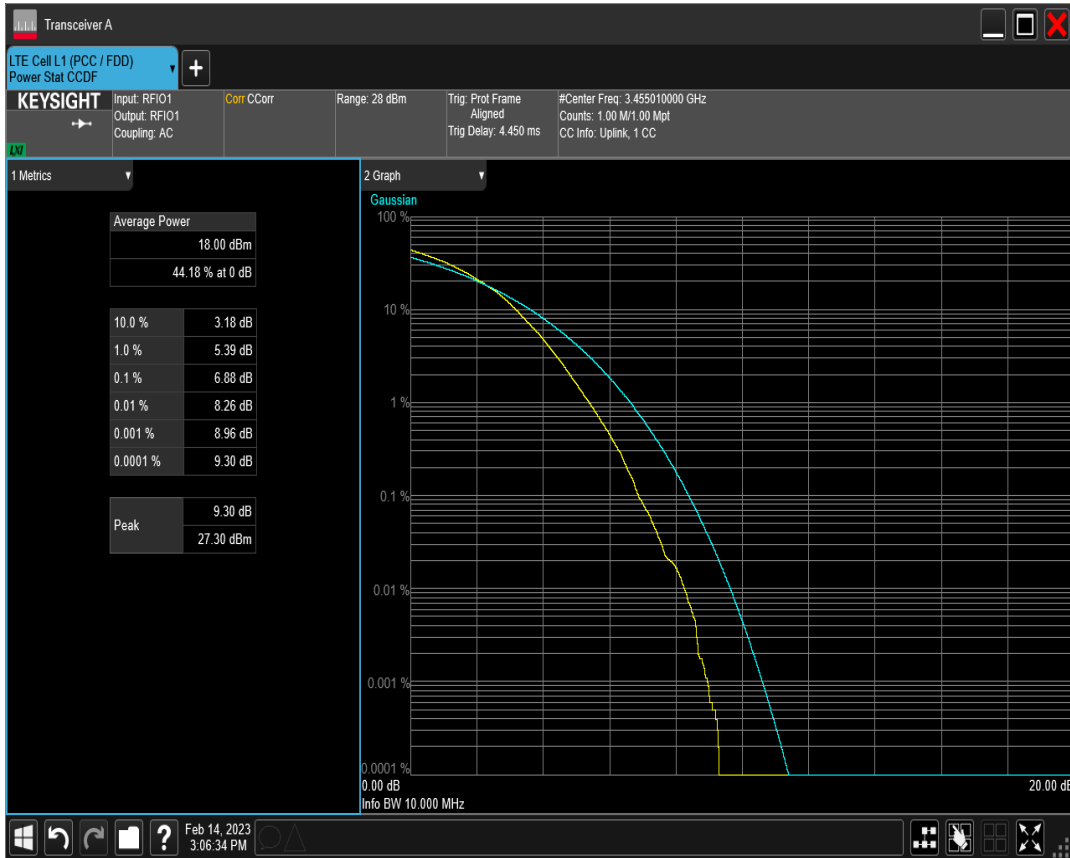 Transceiver A
LTE Cell L1 (PCC / FDD)
Power Stat CCDF
+
KEYSIGHT
LXI
Input: RFIO1
Output: RFIO1
Coupling: AC
Corr CCorr
Range: 28 dBm
Trig: Prot Frame
Aligned
Trig Delay: 4.450 ms
#Center Freq: 3.455010000 GHz
Counts: 1.00 M/1.00 Mpt
CC Info: Uplink, 1 CC
1 Metrics
Average Power
18.00 dBm
44.18 % at 0 dB
10.0 % 3.18 dB
1.0 % 5.39 dB
0.1 % 6.88 dB
0.01 % 8.26 dB
0.001 % 8.96 dB
0.0001 % 9.30 dB
Peak 9.30 dB
27.30 dBm
2 Graph
Gaussian
100 %
10 %
1 %
0.1 %
0.01 %
0.001 %
0.0001 %
0.00 dB 20.00 dB
Info BW 10.000 MHz
?
Feb 14, 2023
3:06:34 PM